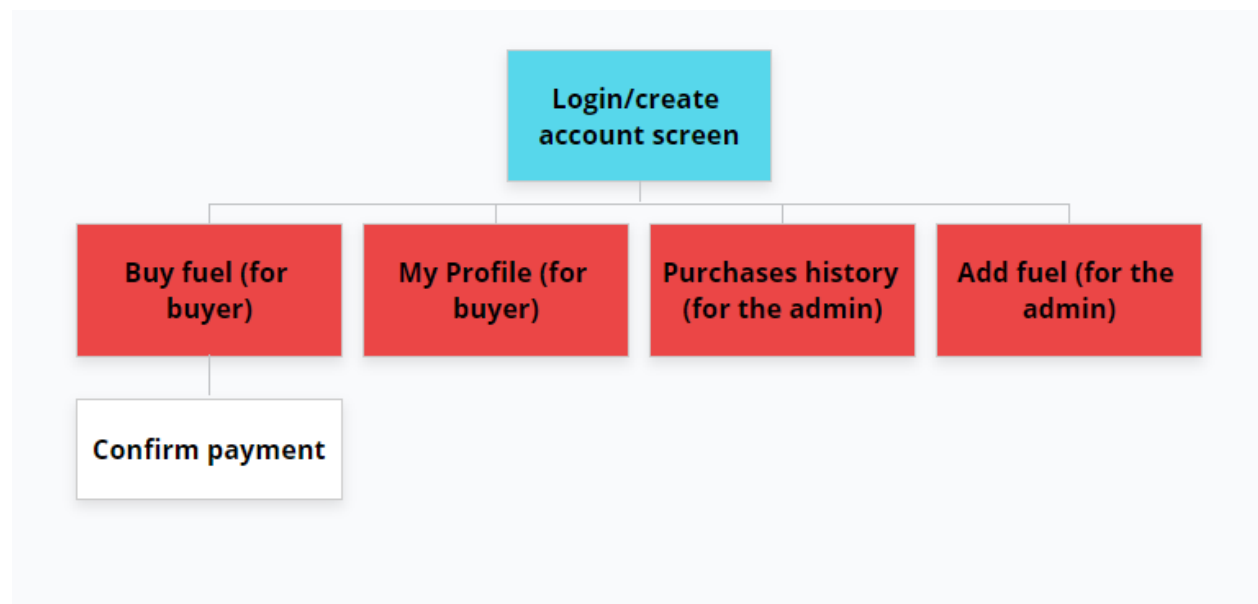 Login/create
account screen
Buy fuel (for
buyer)
My Profile (for
buyer)
Purchases history
(for the admin)
Add fuel (for the
admin)
Confirm payment